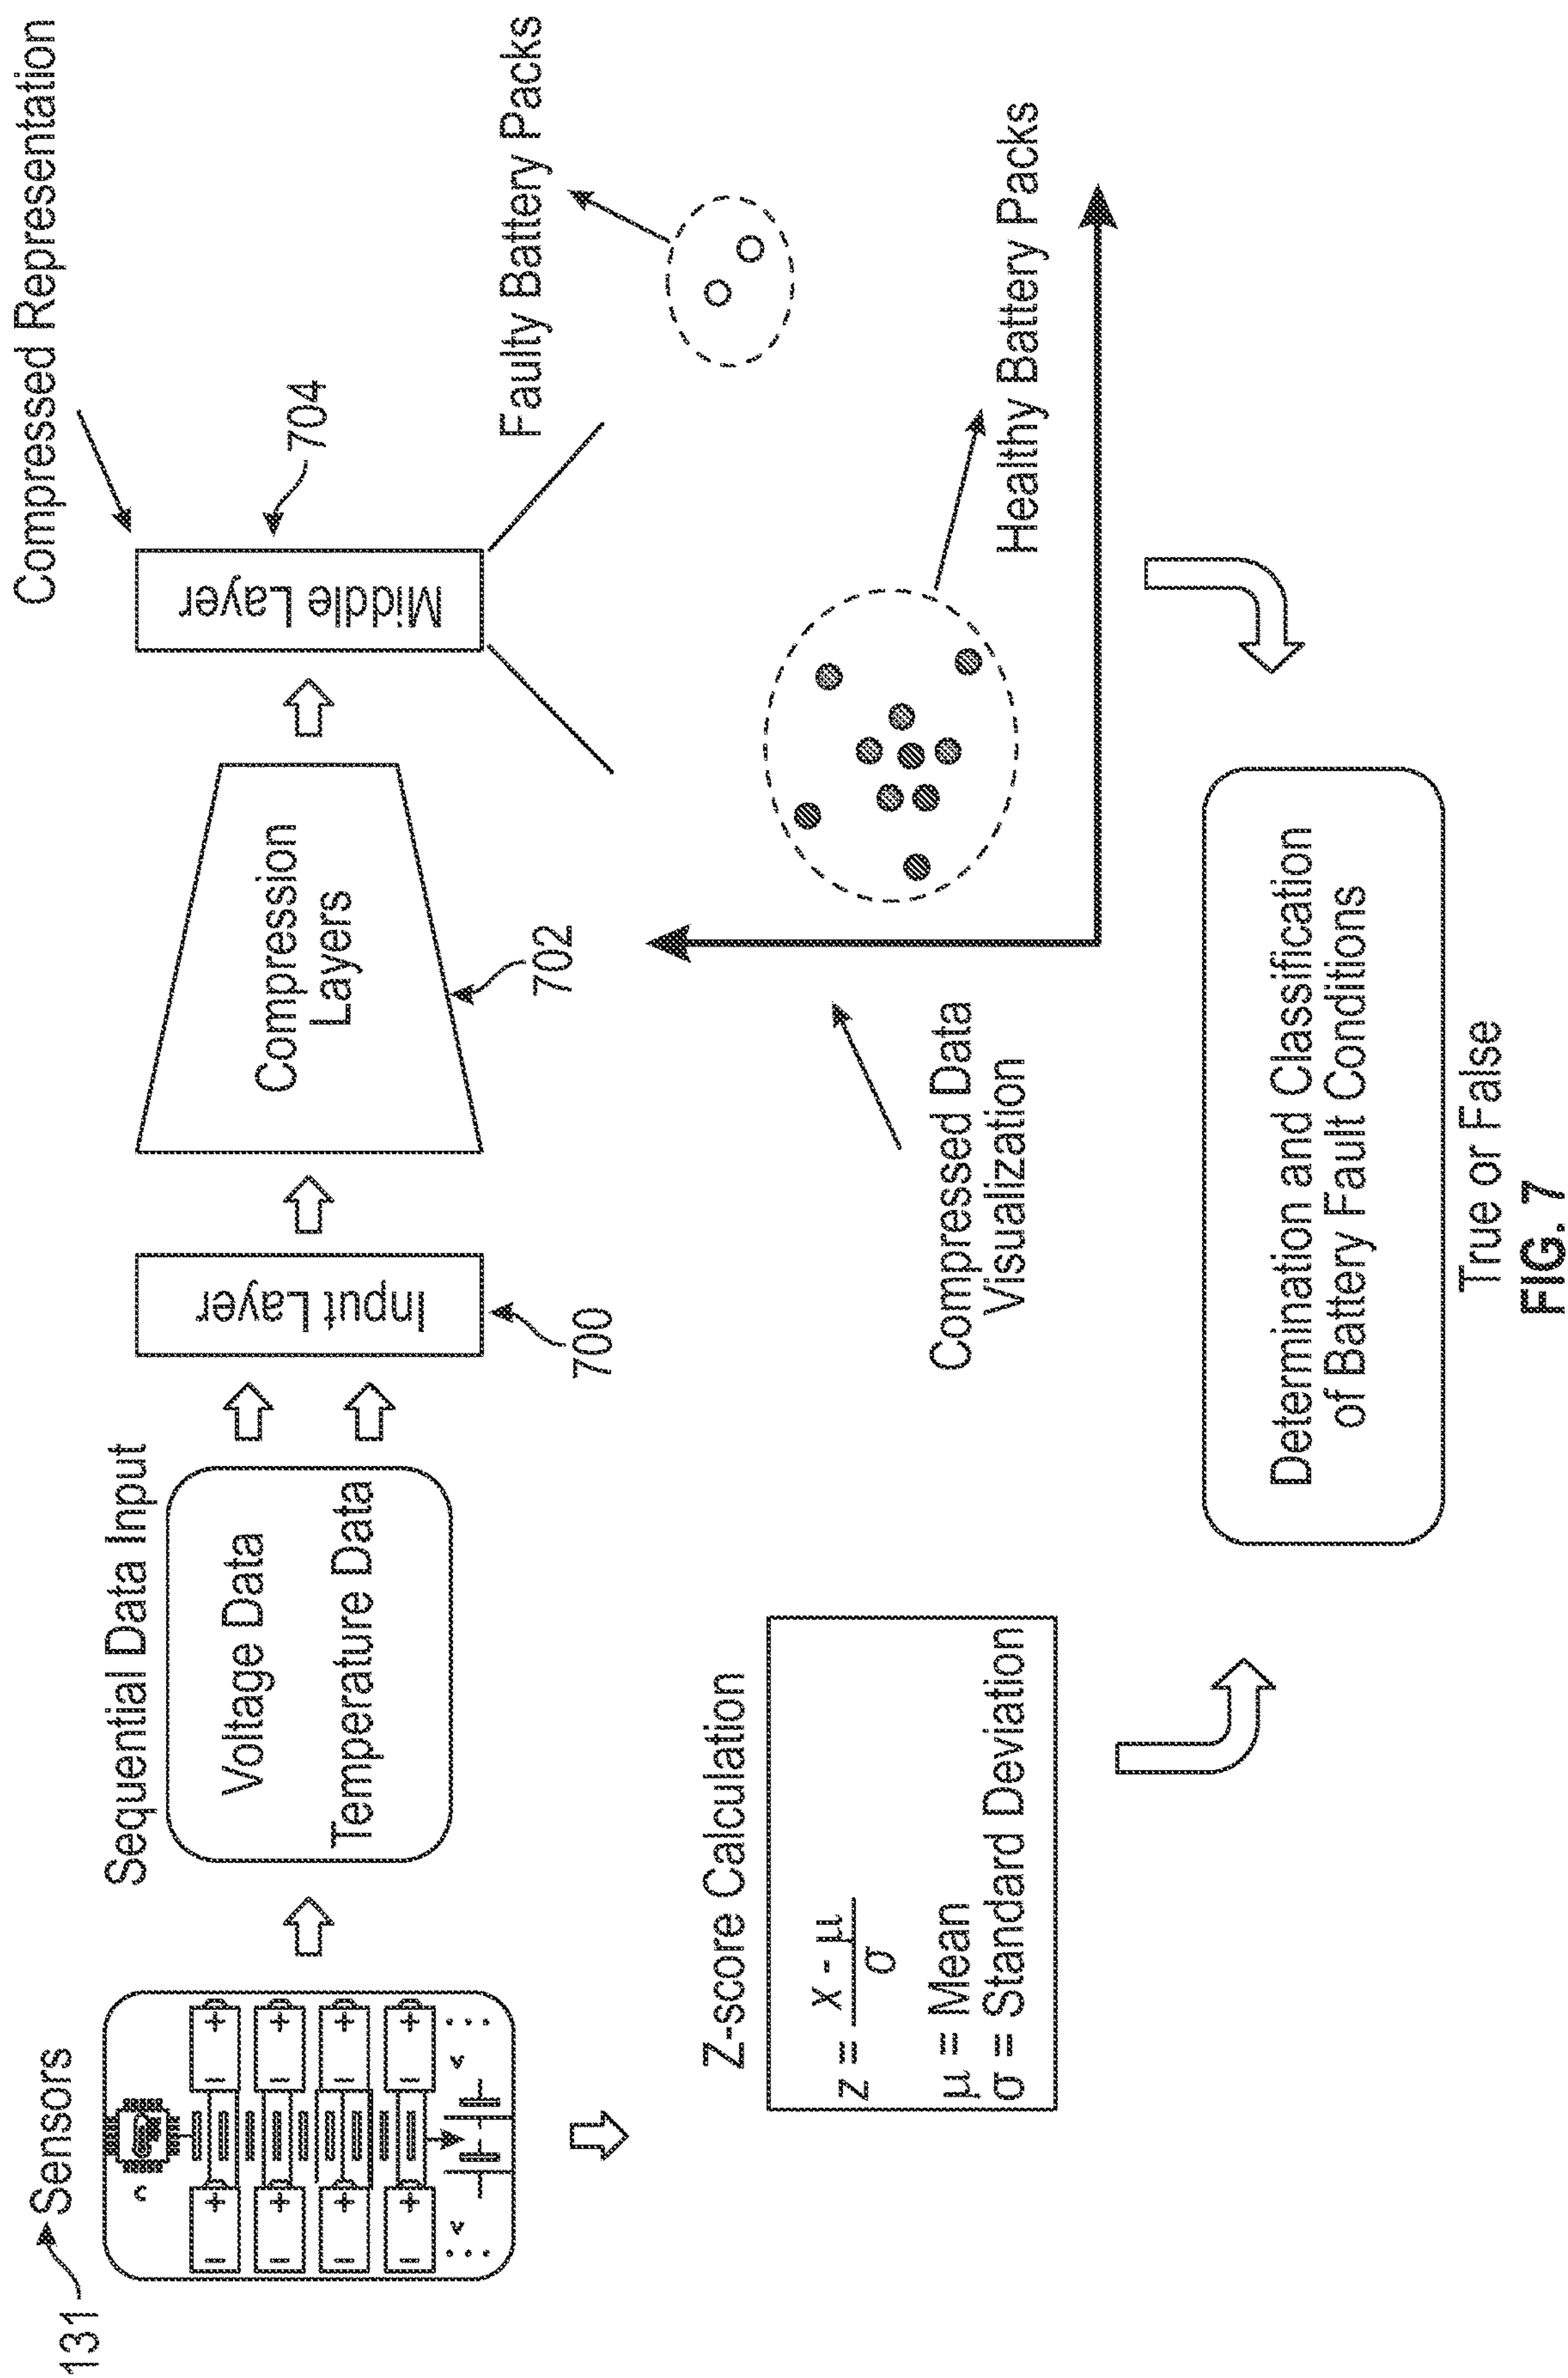 131
Sensors
Sequential Data Input
Voltage Data
Temperature Data
Input Layer
700
Compression
Layers
702
Middle Layer
704
Compressed Representation
Z-score Calculation
z = x - μ
σ
μ = Mean
σ = Standard Deviation
Compressed Data
Visualization
Faulty Battery Packs
Healthy Battery Packs
Determination and Classification
of Battery Fault Conditions
True or False
FIG. 7